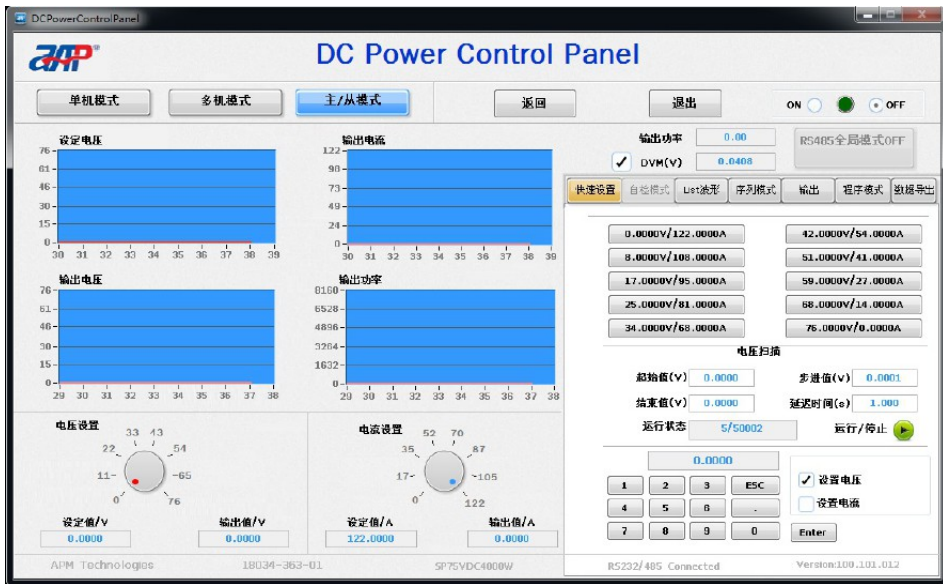 DCPowerControlPanel
DC Power Control Panel
单机模式 多机模式 主/从模式 返回 退出 ON OFF
设定电压 输出电流 输出功率 0.00 RS485全局模式OFF
DVM(V) 0.0408
76 61 46 30 15 0
30 31 32 33 34 35 36 37 38 39
122 98 73 49 24 0
30 31 32 33 34 35 36 37 38 39
快速设置 自检模式 List波形 序列模式 输出 程序模式 数据导出
0.0000V/122.0000A 42.0000V/54.0000A
8.0000V/108.0000A 51.0000V/41.0000A
17.0000V/95.0000A 59.0000V/27.0000A
25.0000V/81.0000A 68.0000V/14.0000A
34.0000V/68.0000A 76.0000V/0.0000A
输出电压 输出功率
76 61 46 30 15 0
29 30 31 32 33 34 35 36 37 38
8160 6528 4896 3264 1632 0
29 30 31 32 33 34 35 36 37 38
电压扫描
起始值(V) 0.0000 步进值(V) 0.0001
结束值(V) 0.0000 延迟时间(s) 1.000
运行状态 5/50002 运行/停止
电压设置
0 11 22 33 43 54 65 76
设定值/V 输出值/V
0.0000 0.0000
电流设置
0 17 35 52 70 87 105 122
设定值/A 输出值/A
122.0000 0.0000
0.0000
1 2 3 ESC
4 5 6 .
7 8 9 0 Enter
设置电压
设置电流
APM Technologies 18034-363-01 SP75VDC4000W RS232/485 Connected Version:100.101.012